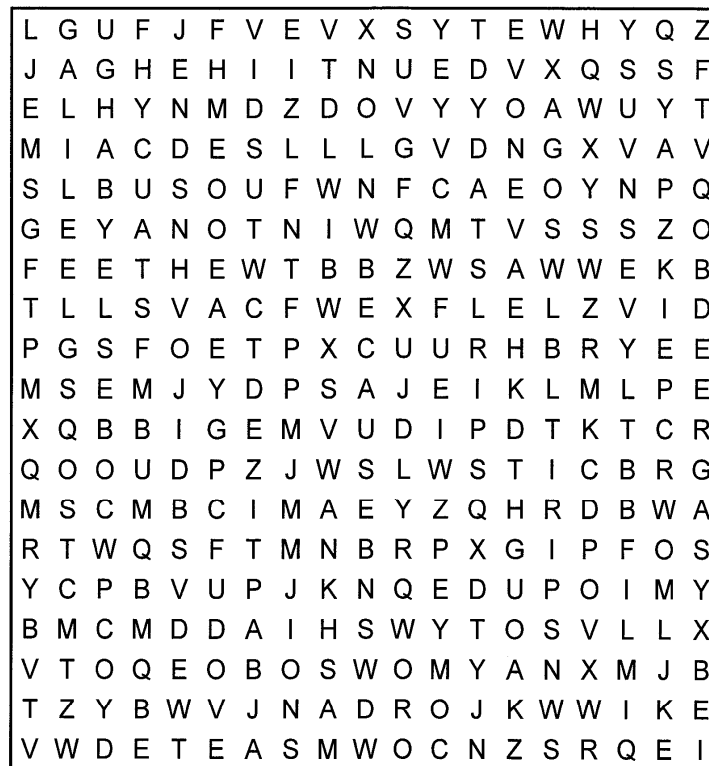 L G U F J F V E V X S Y T E W H Y Q Z
J A G H E H I I T N U E D V X Q S S F
E L H Y N M D Z D O V Y Y O A W U Y T
M I A C D E S L L L G V D N G X V A V
S L B U S O U F W N F C A E O Y N P Q
G E Y A N O T N I W Q M T V S S S Z O
F E E T H E W T B B Z W S A W W E K B
T L L S V A C F W E X F L E L Z V I D
P G S F O E T P X C U U R H B R Y E E
M S E M J Y D P S A J E I K L M L P E
X Q B B I G E M V U D I P D T K T C R
Q O O U D P Z J W S L W S T I C B R G
M S C M B C I M A E Y Z Q H R D B W A
R T W Q S F T M N B R P X G I P F O S
Y C P B V U P J K N Q E D U P O I M Y
B M C M D D A I H S W Y T O S V L L X
V T O Q E O B O S W O M Y A N X M J B
T Z Y B W V J N A D R O J K W W I K E
V W D E T E A S M W O C N Z S R Q E I